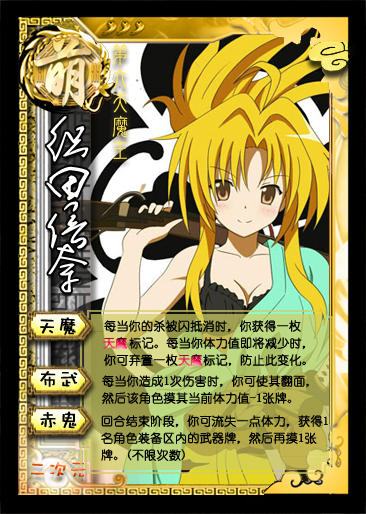 萌
第六天魔王
织田信奈
天魔
每当你的杀被闪抵消时，你获得一枚
天魔标记。每当你体力值即将减少时，
你可弃置一枚天魔标记，防止此变化。
布武
每当你造成1次伤害时，你可使其翻面，
然后该角色摸其当前体力值-1张牌。
赤鬼
回合结束阶段，你可流失一点体力，获得1
名角色装备区内的武器牌，然后再摸1张
牌。(不限次数)
二次元